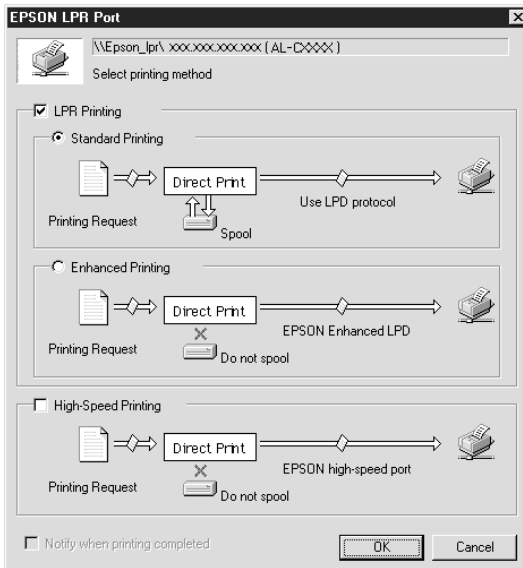 EPSON LPR Port
\\Epson_lpr\ xxx.xxx.xxx.xxx ( AL-CXXXX )
Select printing method
LPR Printing
Standard Printing
Direct Print
Use LPD protocol
Printing Request
Spool
Enhanced Printing
Direct Print
EPSON Enhanced LPD
Printing Request
Do not spool
High-Speed Printing
Direct Print
EPSON high-speed port
Printing Request
Do not spool
Notify when printing completed
OK
Cancel